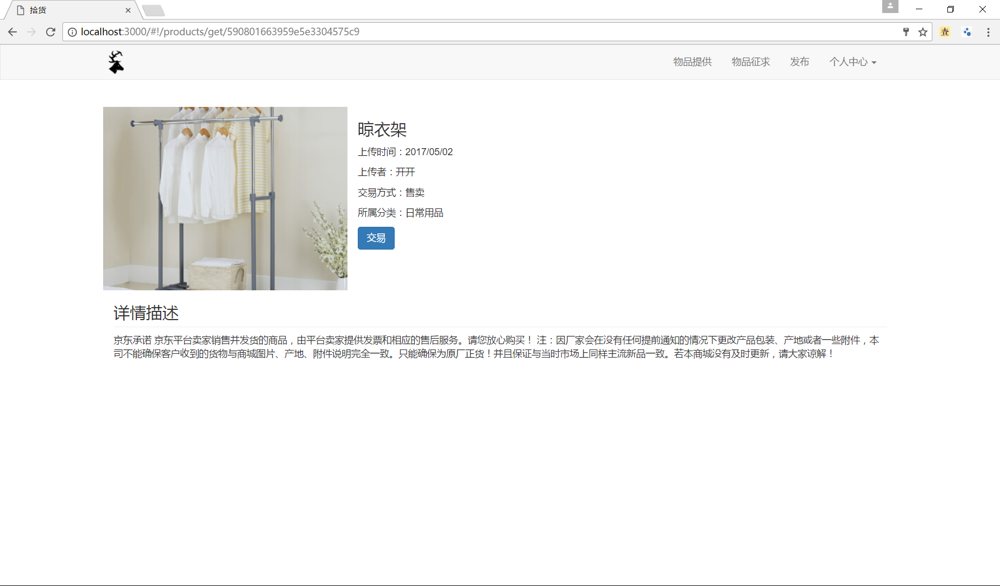 拾货
localhost:3000/#!/products/get/590801663959e5e3304575c9
查
物品提供 物品征求 发布 个人中心
晾衣架
上传时间：2017/05/02
上传者：开开
交易方式：售卖
所属分类：日常用品
交易
详情描述
京东承诺 京东平台卖家销售并发货的商品，由平台卖家提供发票和相应的售后服务。请您放心购买！ 注：因厂家会在没有任何提前通知的情况下更改产品包装、产地或者一些附件，本
司不能确保客户收到的货物与商城图片、产地、附件说明完全一致。只能确保为原厂正货！并且保证与当时市场上同样主流新品一致。若本商城没有及时更新，请大家谅解！